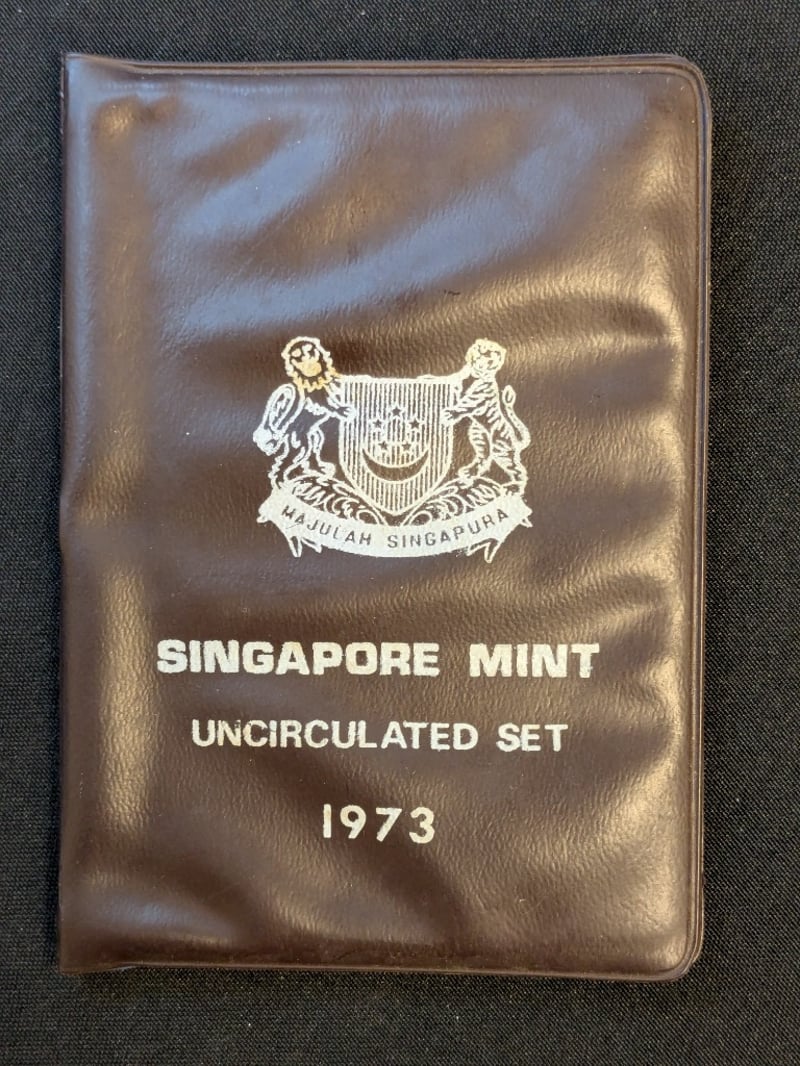 MAJULAH SINGAPURA
SINGAPORE MINT
UNCIRCULATED SET
1973